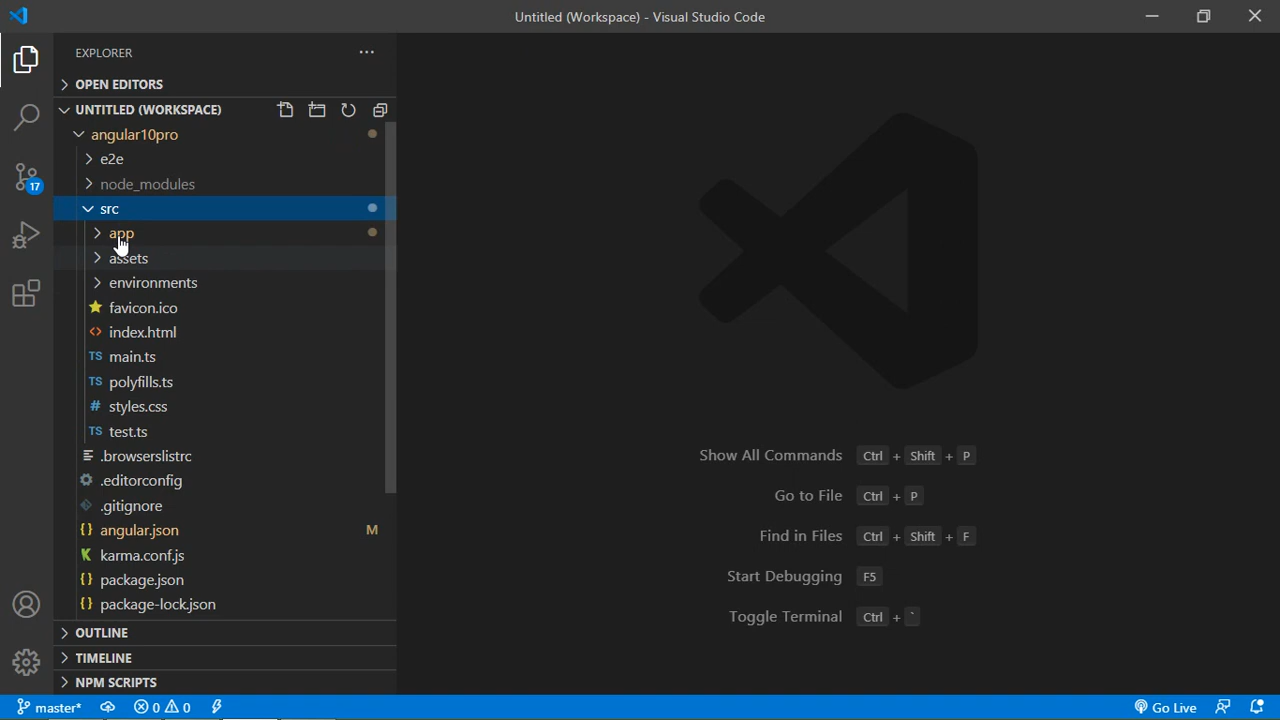 Untitled (Workspace) - Visual Studio Code
EXPLORER
OPEN EDITORS
UNTITLED (WORKSPACE)
angular10pro
e2e
node_modules
17
src
app
assets
environments
favicon.ico
<> index.html
TS main.ts
TS polyfills.ts
# styles.css
TS test.ts
.browserslistrc
.editorconfig
.gitignore
{} angular.json M
K karma.conf.js
{} package.json
{} package-lock.json
OUTLINE
TIMELINE
NPM SCRIPTS
Show All Commands Ctrl + Shift + P
Go to File Ctrl + P
Find in Files Ctrl + Shift + F
Start Debugging F5
Toggle Terminal Ctrl + `
master* 0 0 Go Live